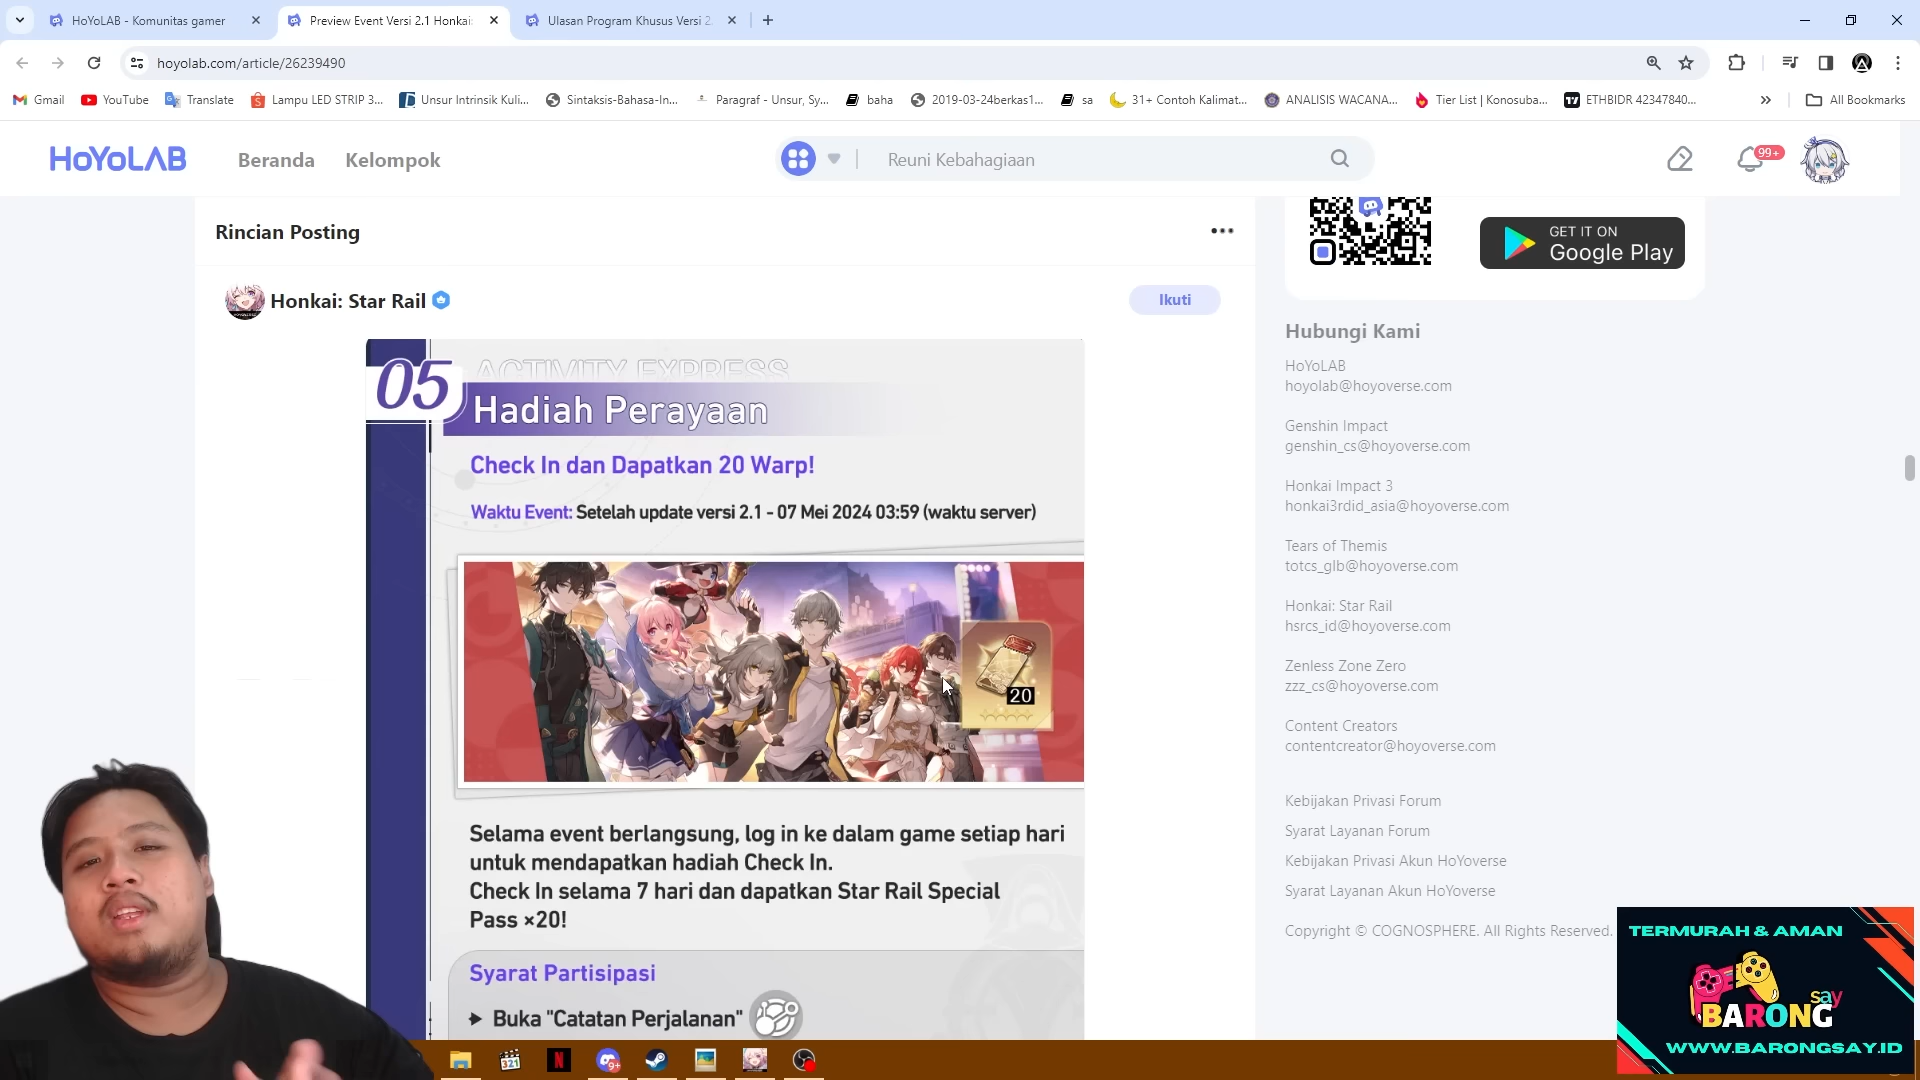 HoYoLAB - Komunitas gamer
Preview Event Versi 2.1 Honkai:
Ulasan Program Khusus Versi 2.
hoyolab.com/article/26239490
Gmail
YouTube
Translate
Lampu LED STRIP 3...
Unsur Intrinsik Kuli...
Sintaksis-Bahasa-In...
Paragraf - Unsur, Sy...
baha
2019-03-24berkas1...
sa
31+ Contoh Kalimat...
ANALISIS WACANA...
Tier List | Konosuba...
ETHBIDR 42347840...
All Bookmarks
HoYoLAB
Beranda
Kelompok
Reuni Kebahagiaan
99+
Rincian Posting
Honkai: Star Rail
Ikuti
05
ACTIVITY EXPRESS
Hadiah Perayaan
Check In dan Dapatkan 20 Warp!
Waktu Event: Setelah update versi 2.1 - 07 Mei 2024 03:59 (waktu server)
20
Selama event berlangsung, log in ke dalam game setiap hari
untuk mendapatkan hadiah Check In.
Check In selama 7 hari dan dapatkan Star Rail Special
Pass ×20!
Syarat Partisipasi
Buka "Catatan Perjalanan"
GET IT ON
Google Play
Hubungi Kami
HoYoLAB
hoyolab@hoyoverse.com
Genshin Impact
genshin_cs@hoyoverse.com
Honkai Impact 3
honkai3rdid_asia@hoyoverse.com
Tears of Themis
totcs_glb@hoyoverse.com
Honkai: Star Rail
hsrcs_id@hoyoverse.com
Zenless Zone Zero
zzz_cs@hoyoverse.com
Content Creators
contentcreator@hoyoverse.com
Kebijakan Privasi Forum
Syarat Layanan Forum
Kebijakan Privasi Akun HoYoverse
Syarat Layanan Akun HoYoverse
Copyright © COGNOSPHERE. All Rights Reserved.
TERMURAH & AMAN
BARONG
say
WWW.BARONGSAY.ID
321
N
9+